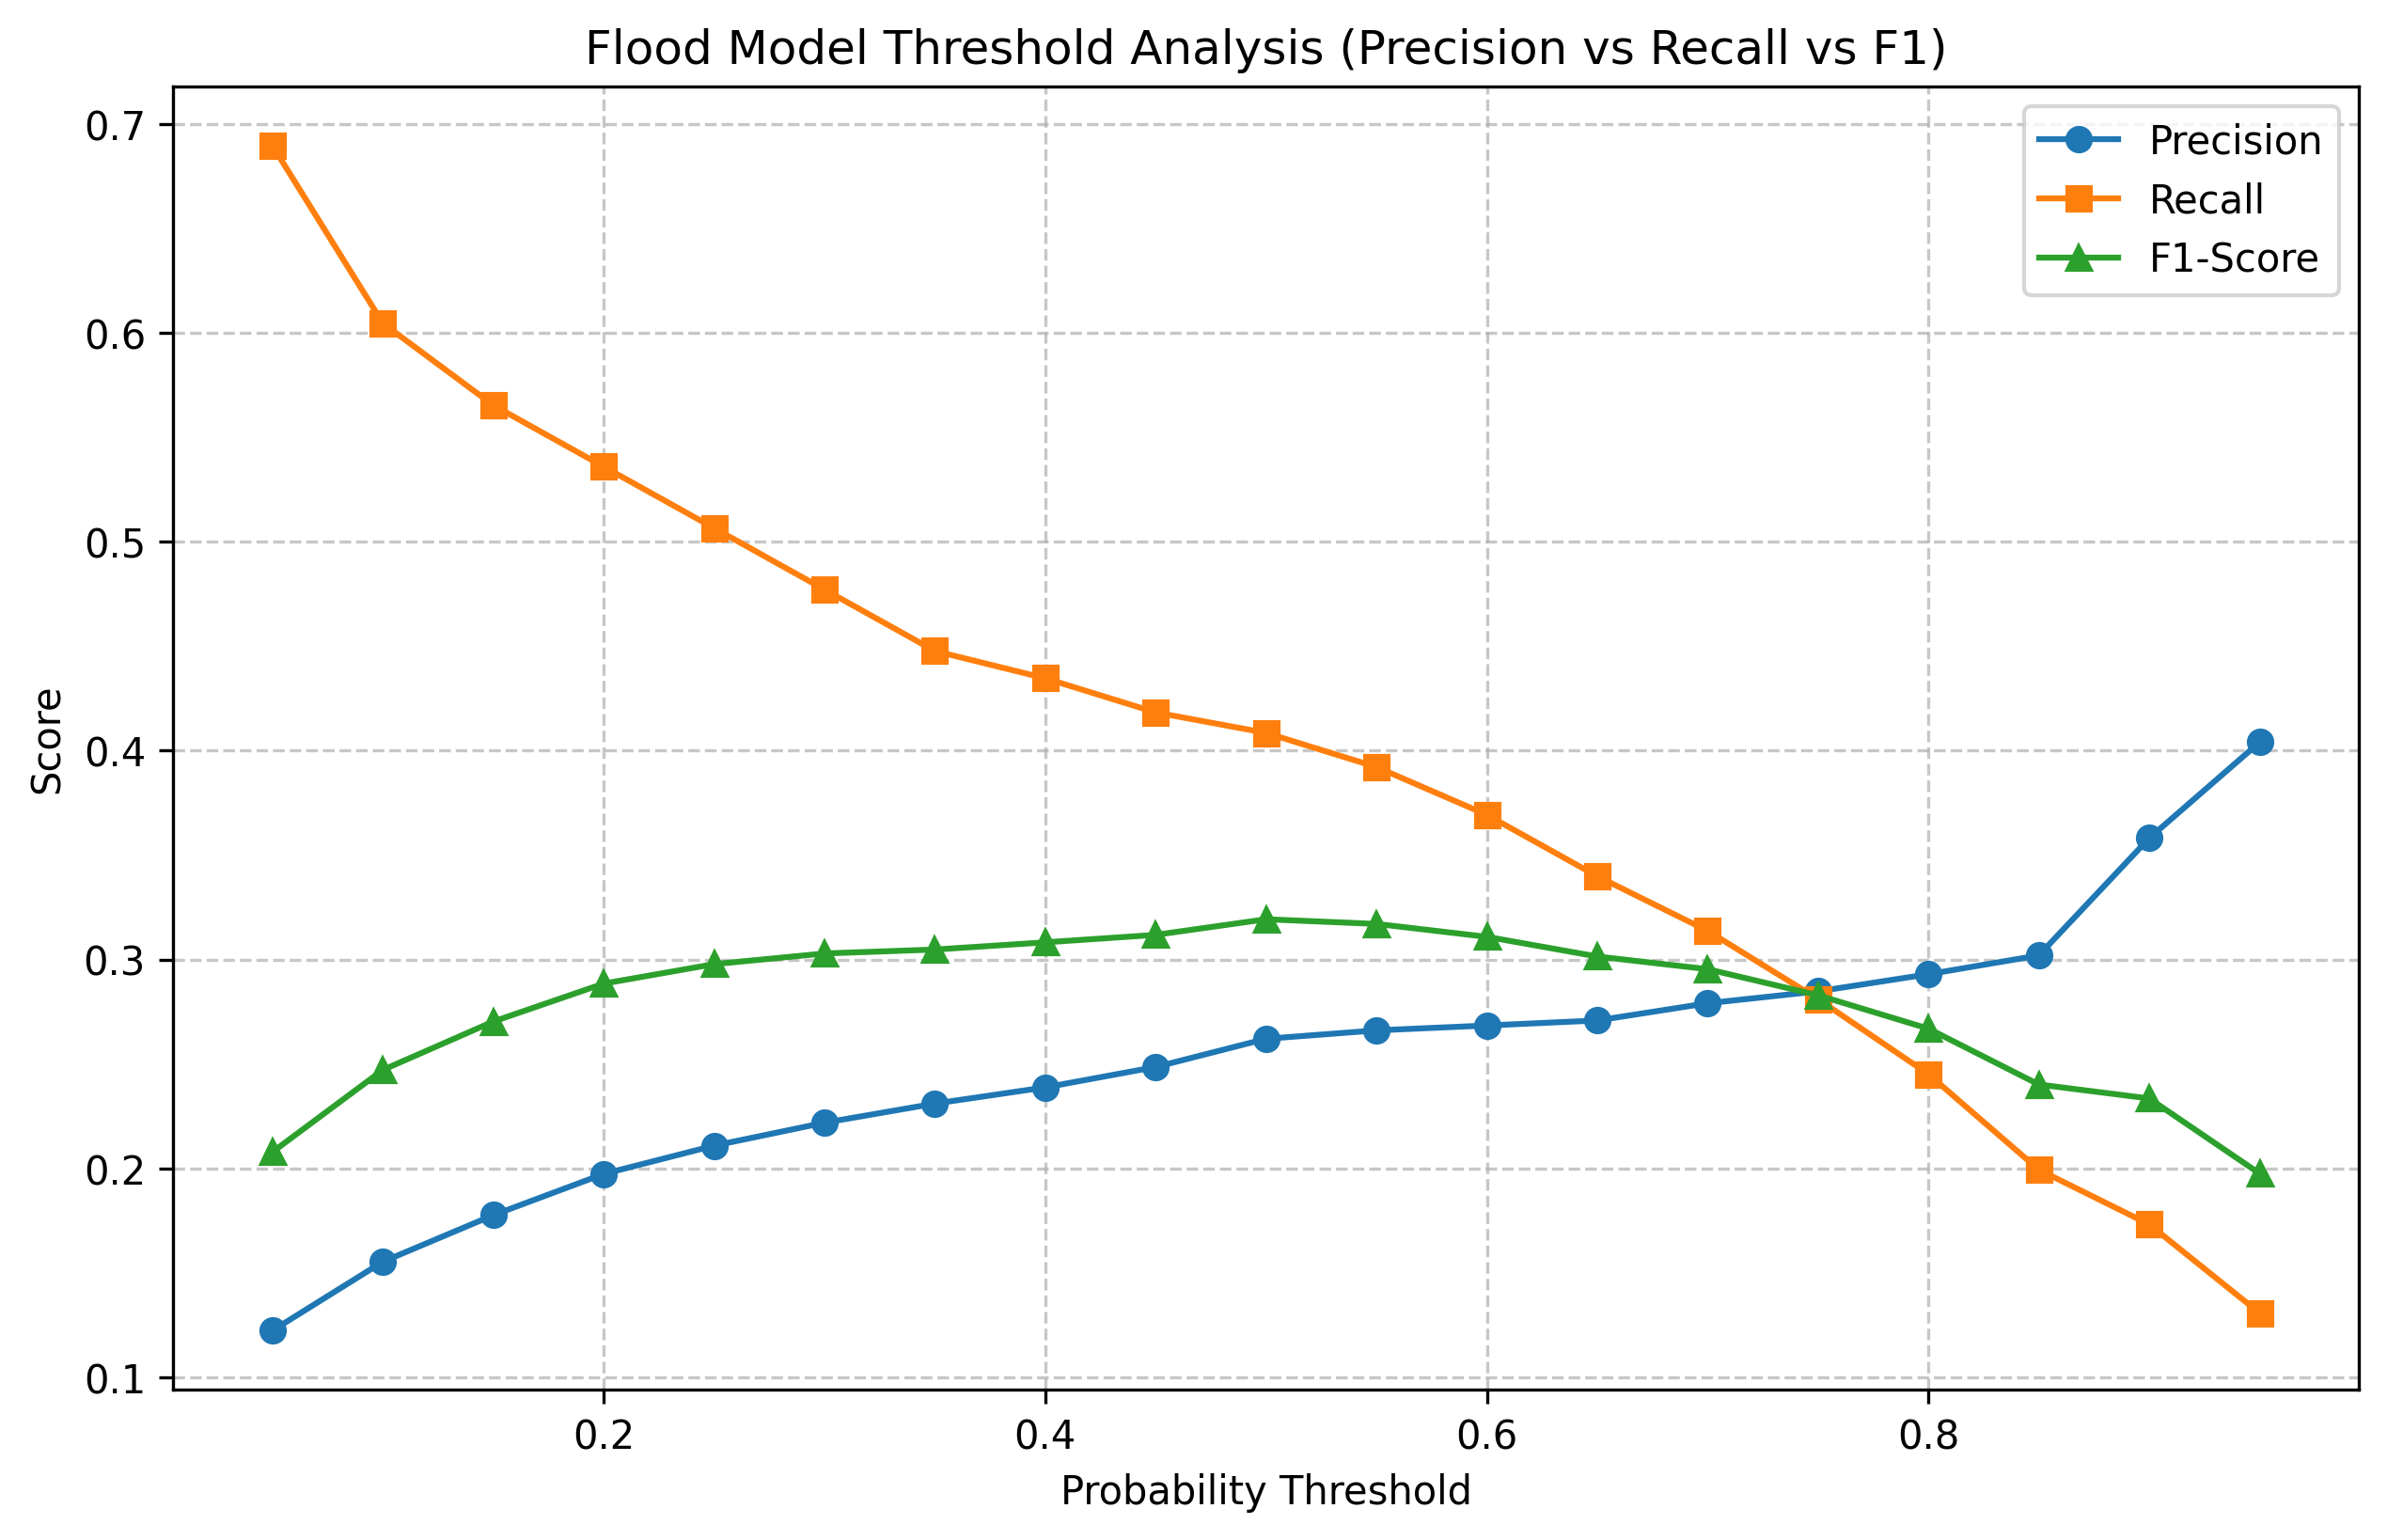 Flood Model Threshold Analysis (Precision vs Recall vs F1)
Precision
Recall
F1-Score
0.7
0.6
0.5
0.4
0.3
0.2
0.1
Score
0.2 0.4 0.6 0.8
Probability Threshold